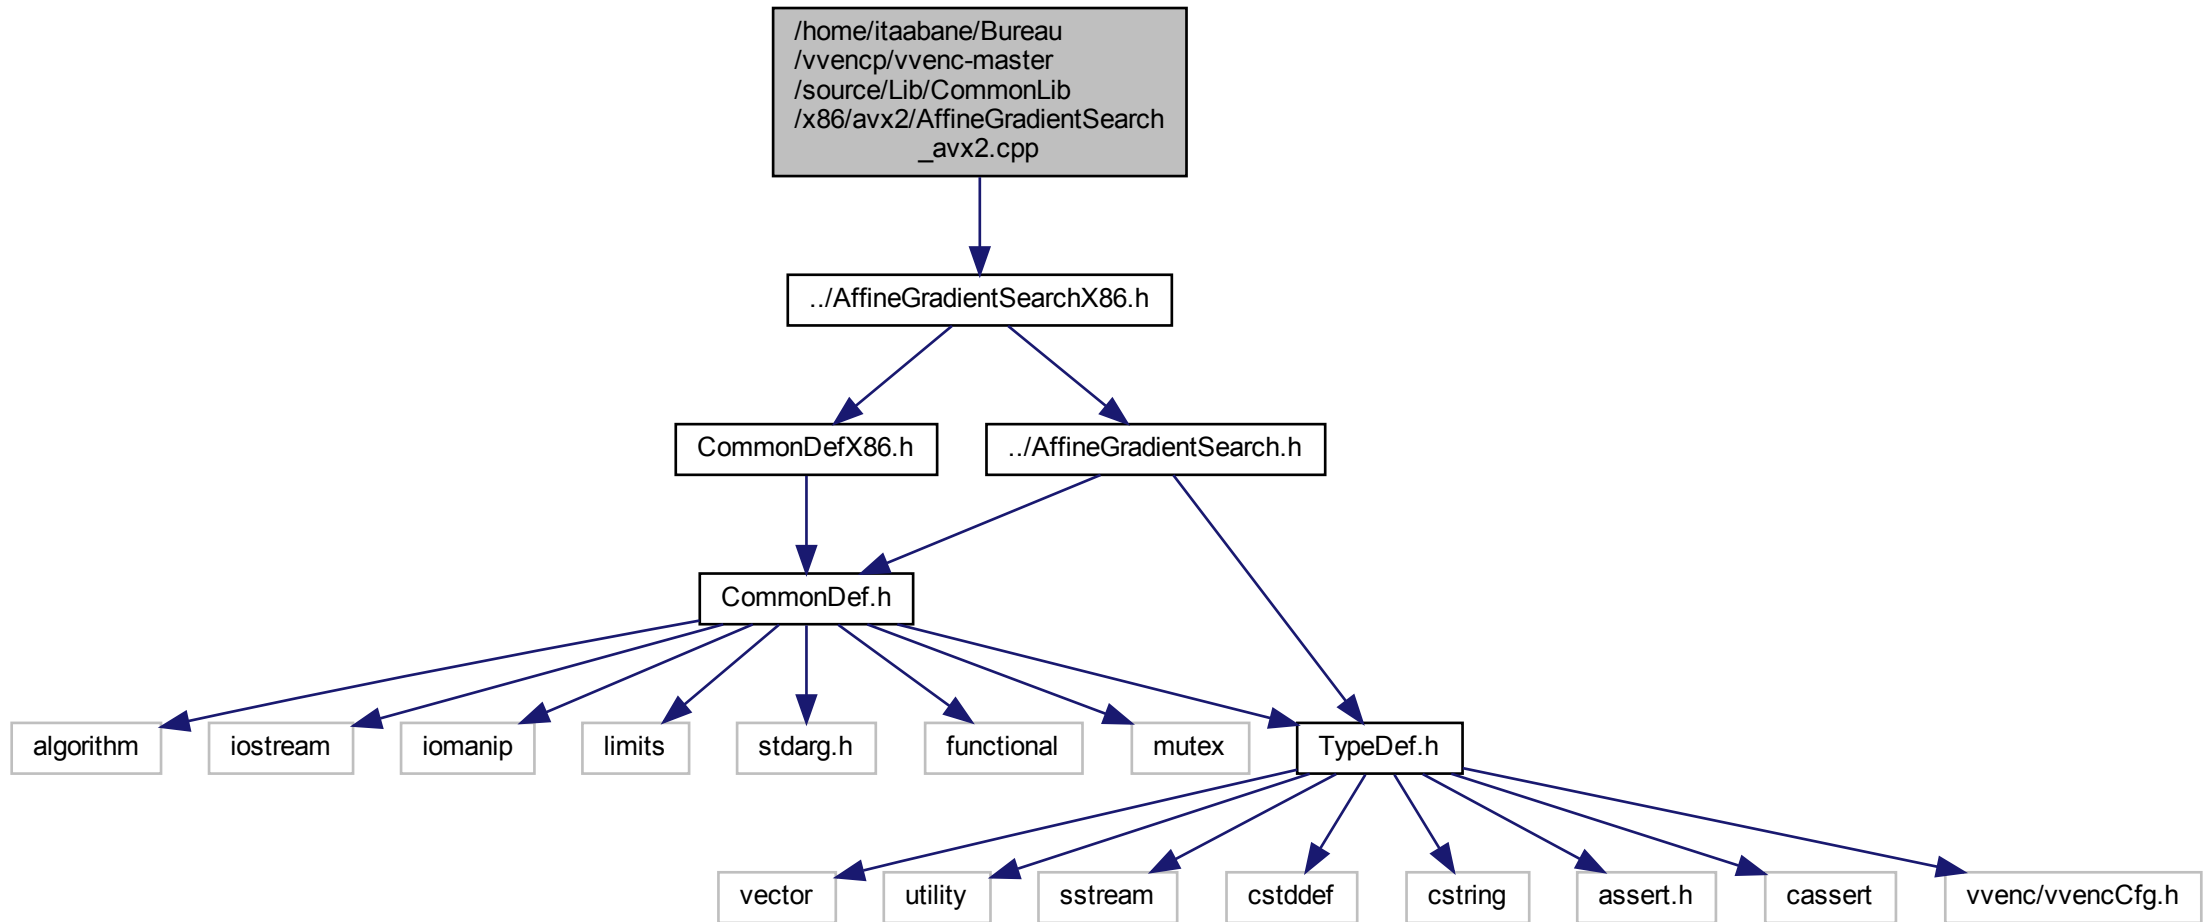 /home/itaabane/Bureau
/vvencp/vvenc-master
/source/Lib/CommonLib
/x86/avx2/AffineGradientSearch
_avx2.cpp
../AffineGradientSearchX86.h
CommonDefX86.h
../AffineGradientSearch.h
CommonDef.h
algorithm
iostream
iomanip
limits
stdarg.h
functional
mutex
TypeDef.h
vector
utility
sstream
cstddef
cstring
assert.h
cassert
vvenc/vvencCfg.h